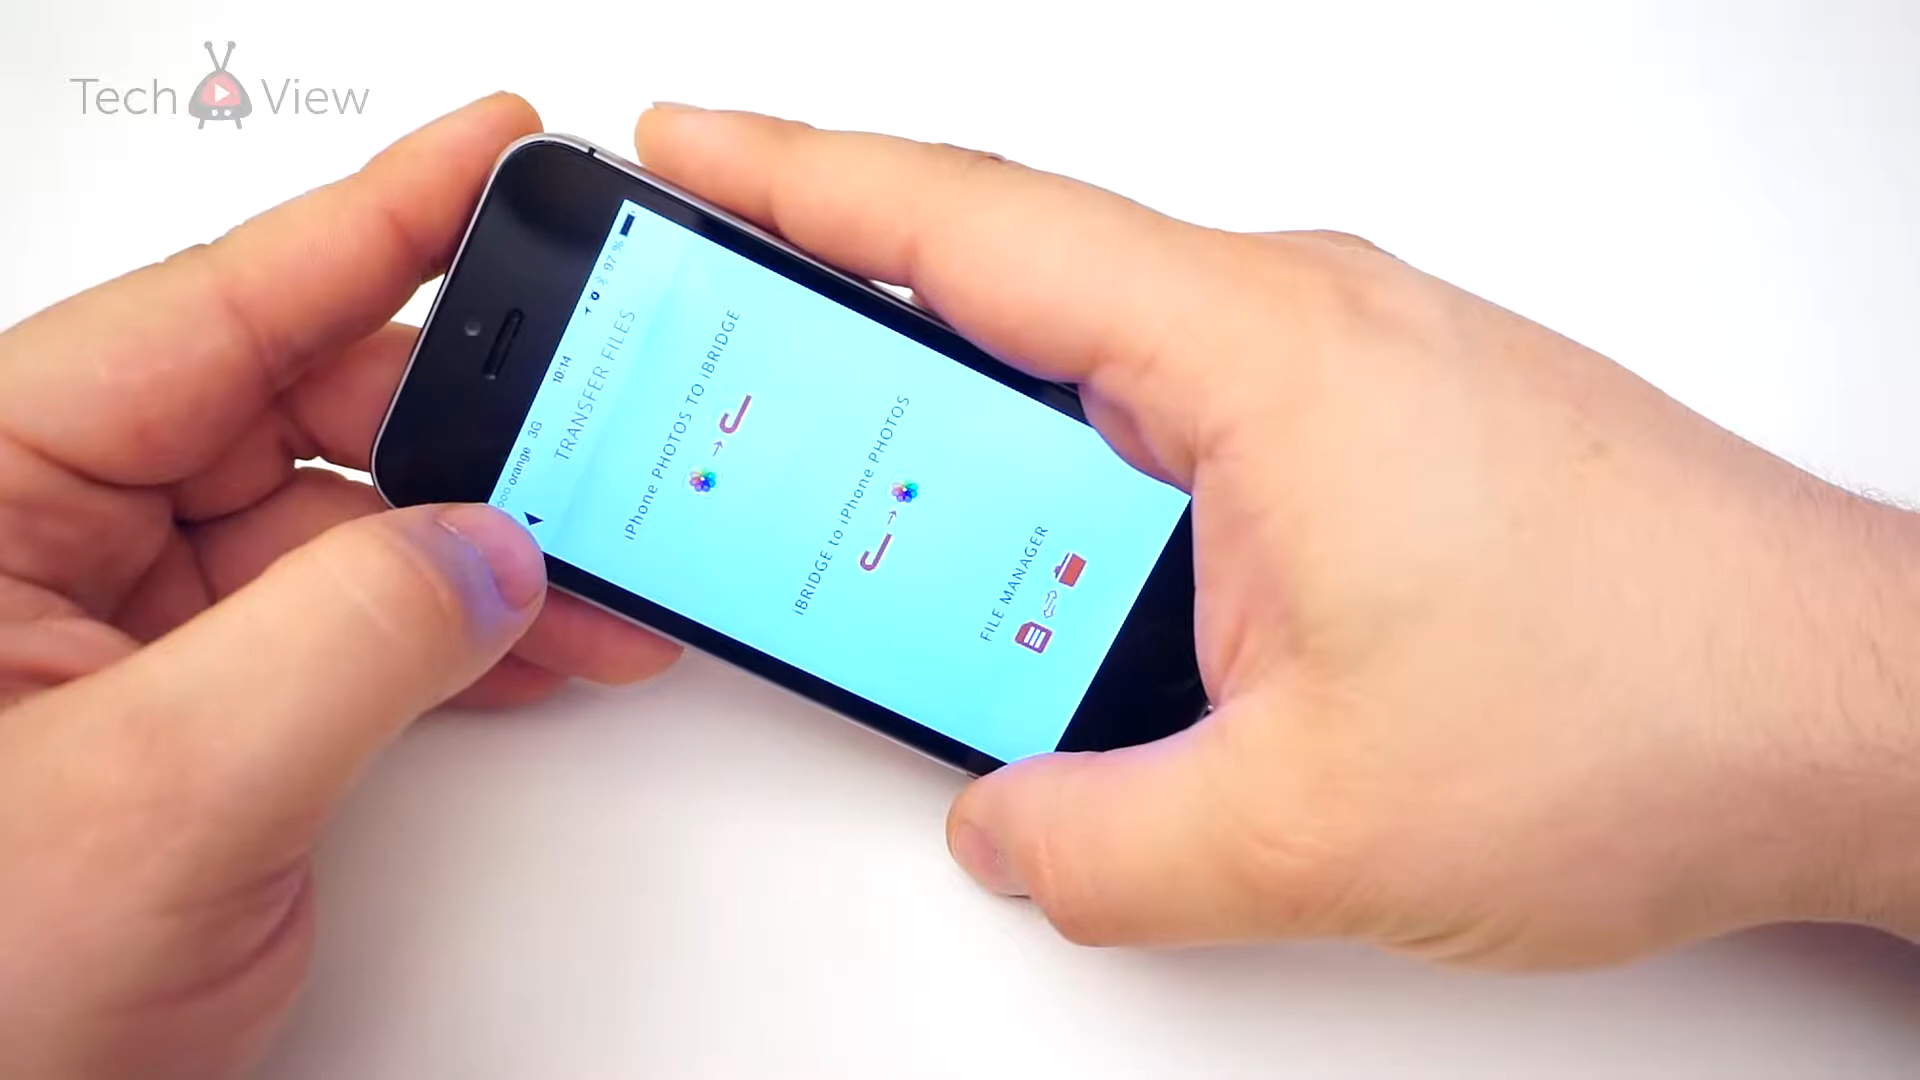 Tech View
orange 3G 10:14 97 %
TRANSFER FILES
iPhone PHOTOS TO iBRIDGE
iBRIDGE to iPhone PHOTOS
FILE MANAGER